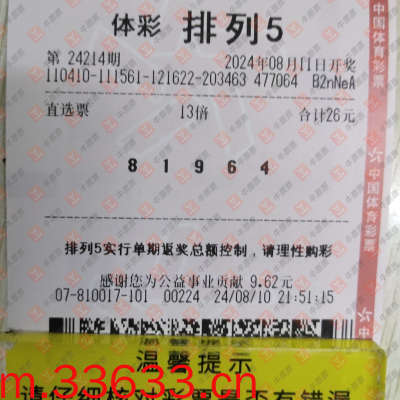 体彩 排列5
第 24214期 2024年08月11日开奖
110410-111561-121622-203463 477064 B2nNeA
直选票 13倍 合计26元
8 1 9 6 4
排列5实行单期返奖总额控制，请理性购彩
感谢您为公益事业贡献 9.62元
07-810017-101 00224 24/08/10 21:51:15
温馨提示
m.33633.cn
中国体育彩票
中国体育彩票